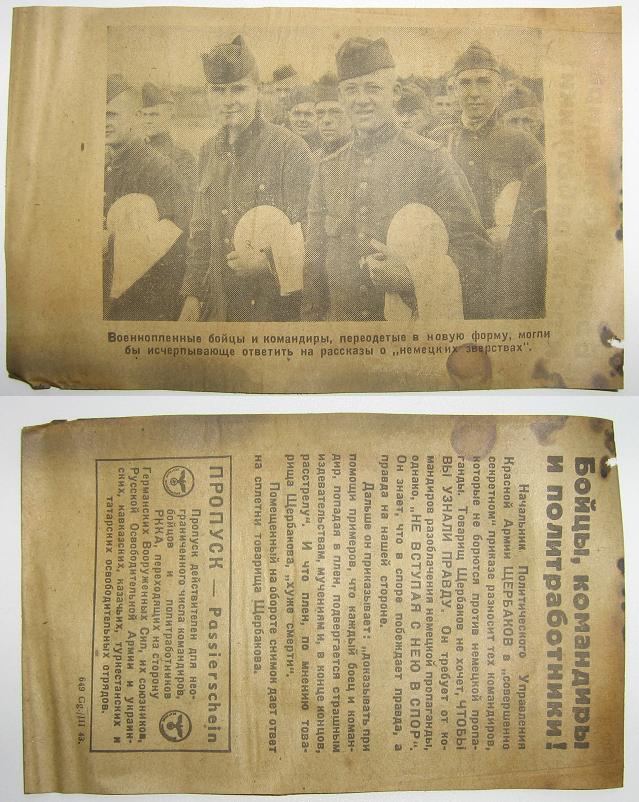 Военнопленные бойцы и командиры, переодетые в новую форму, могли
бы исчерпывающе ответить на рассказы о „немецких зверствах“.
Бойцы, командиры
и политработники!
Начальник Политического Управления
Красной Армии ЩЕРБАКОВ в „совершенно
секретном“ приказе разносит тех командиров,
которые не борются против немецкой пропа-
ганды. Товарищ Щербаков не хочет, ЧТОБЫ
ВЫ УЗНАЛИ ПРАВДУ. Он требует от ко-
мандиров разоблачения немецкой пропаганды,
однако, „НЕ ВСТУПАЯ С НЕЮ В СПОР“.
Он знает, что в споре побеждает правда, а
правда на нашей стороне.
Дальше он приказывает: „доказывать при
помощи примеров, что каждый боец и коман-
дир, попадая в плен, подвергается страшным
издевательствам, мучениям и, в конце концов,
расстрелу“. И что плен, по мнению това-
рища Щербакова, „хуже смерти“.
Помещенный на обороте снимок дает ответ
на сплетни товарища Щербакова.
ПРОПУСК — Passierschein
Пропуск действителен для нео-
граниченного числа командиров,
бойцов и политработников
РККА, переходящих на сторону
Германских Вооруженных Сил, их союзников,
Русской Освободительной Армии и украин-
ских, кавказских, казачьих, туркестанских и
татарских освободительных отрядов.
643 Cg./III 43.